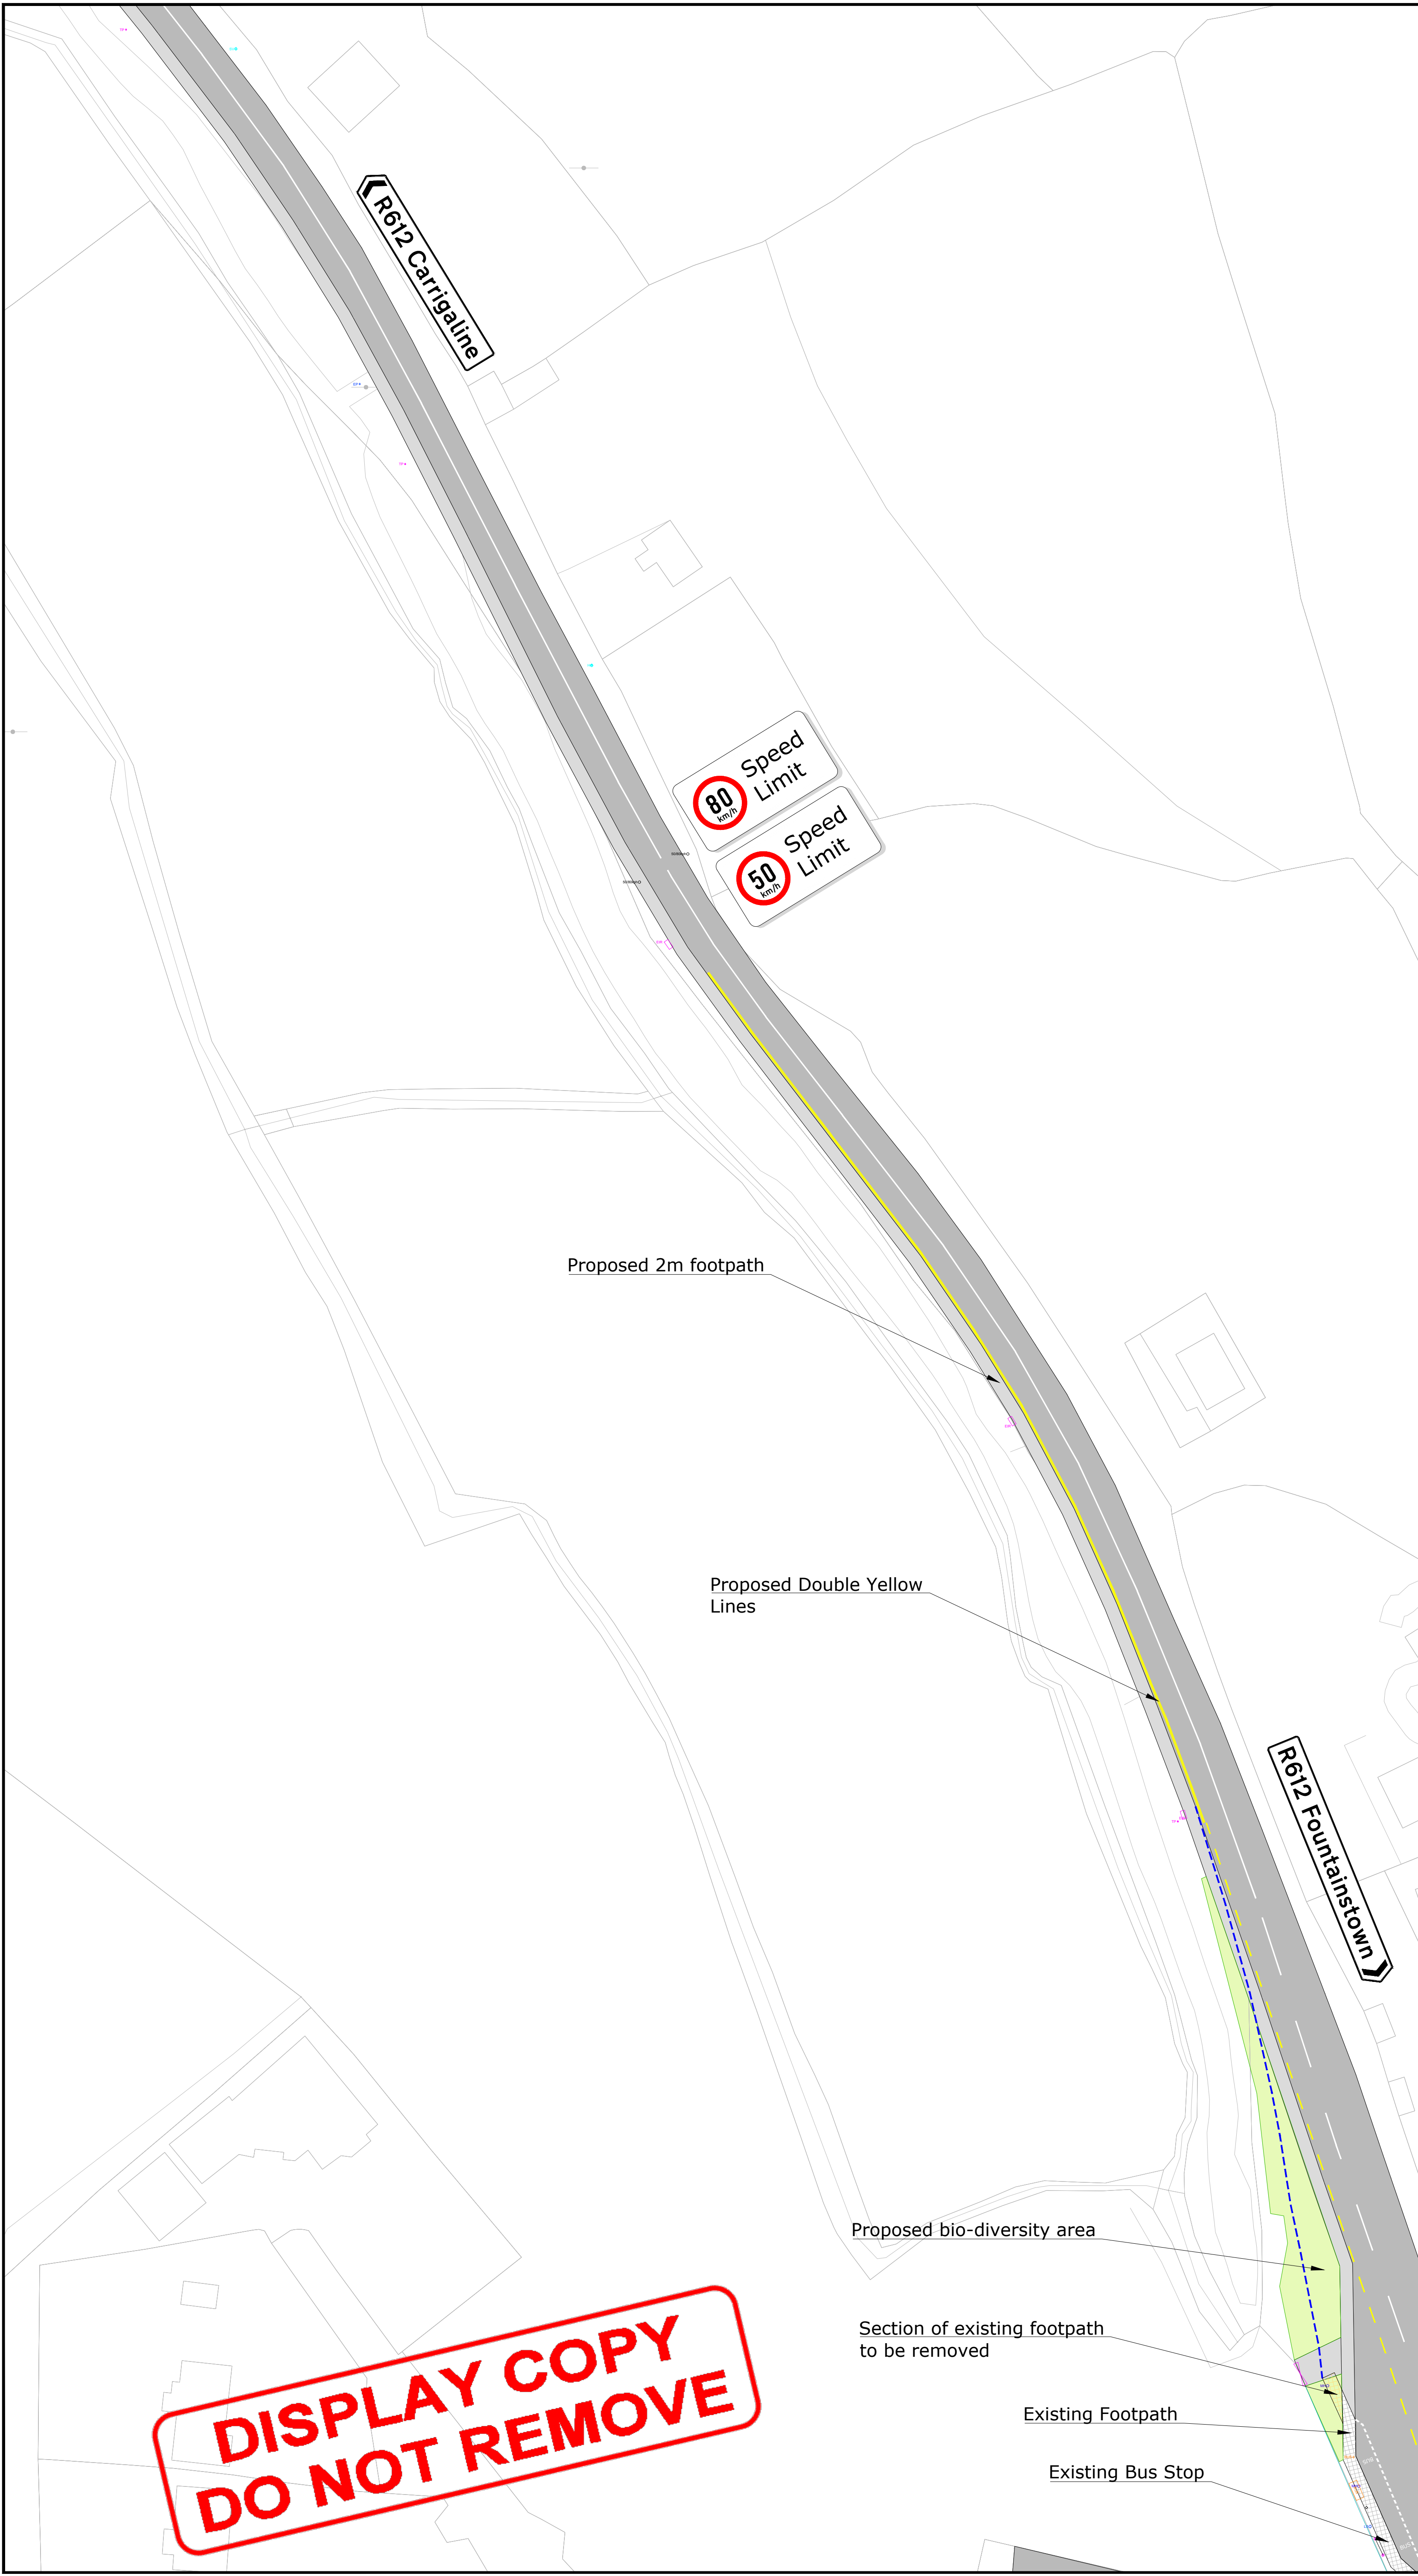 R612 Carrigaline
80
km/h
Speed
Limit
50
km/h
Speed
Limit
Proposed 2m footpath
Proposed Double Yellow
Lines
R612 Fountainstown
Proposed bio-diversity area
Section of existing footpath
to be removed
Existing Footpath
Existing Bus Stop
DISPLAY COPY
DO NOT REMOVE